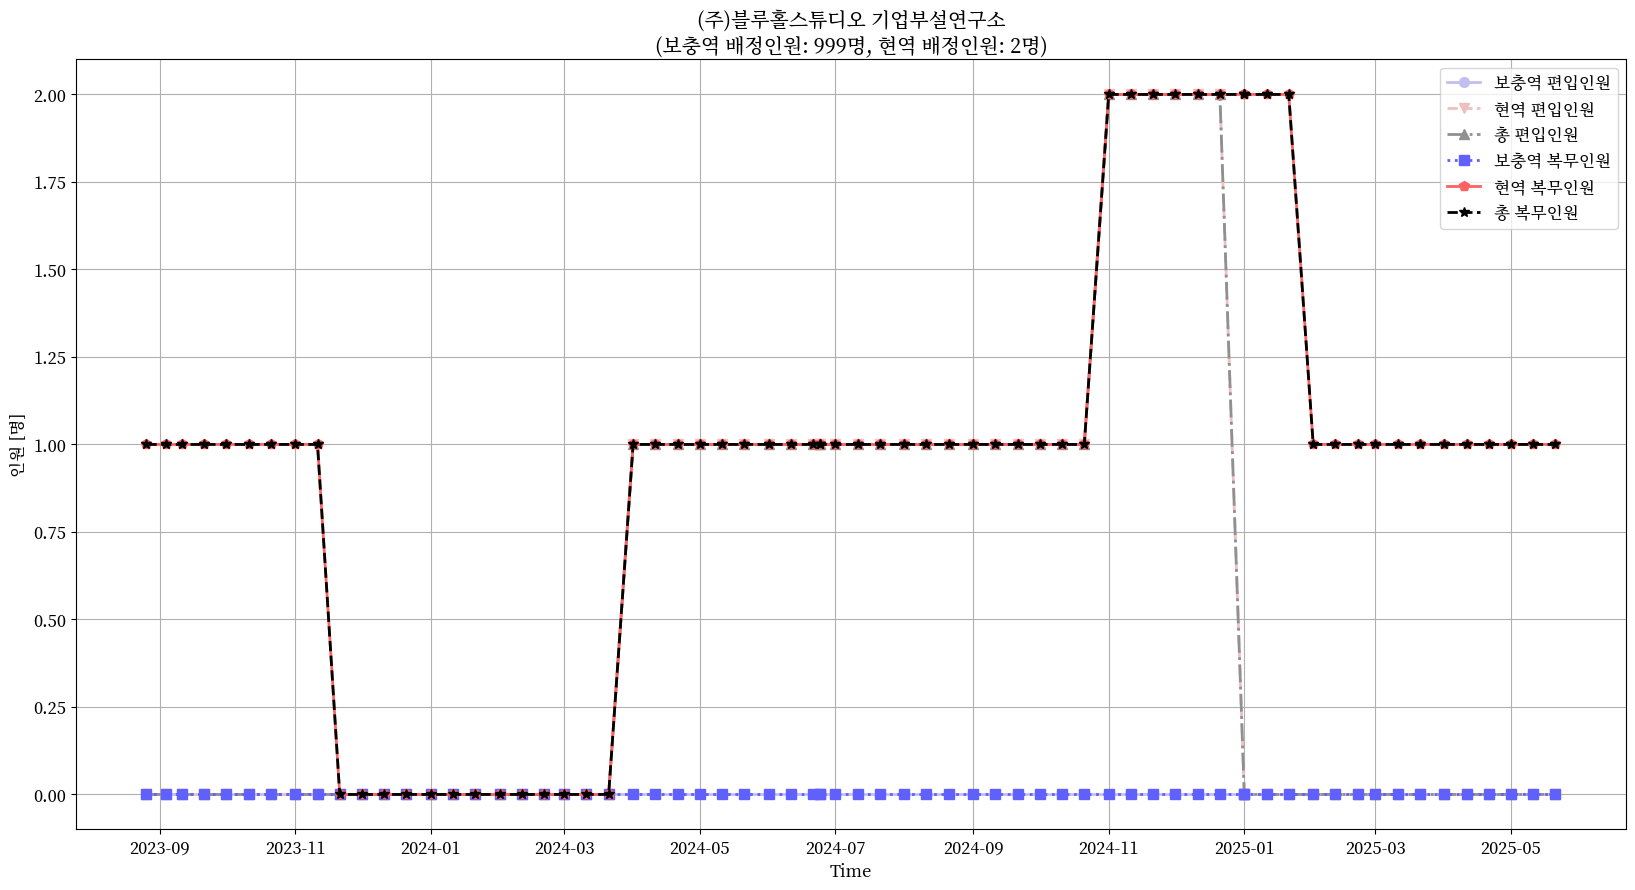 (주)블루홀스튜디오 기업부설연구소
(보충역 배정인원: 999명, 현역 배정인원: 2명)
보충역 편입인원
현역 편입인원
총 편입인원
보충역 복무인원
현역 복무인원
총 복무인원
2.00
1.75
1.50
1.25
1.00
0.75
0.50
0.25
0.00
인원 [명]
2023-09
2023-11
2024-01
2024-03
2024-05
2024-07
2024-09
2024-11
2025-01
2025-03
2025-05
Time